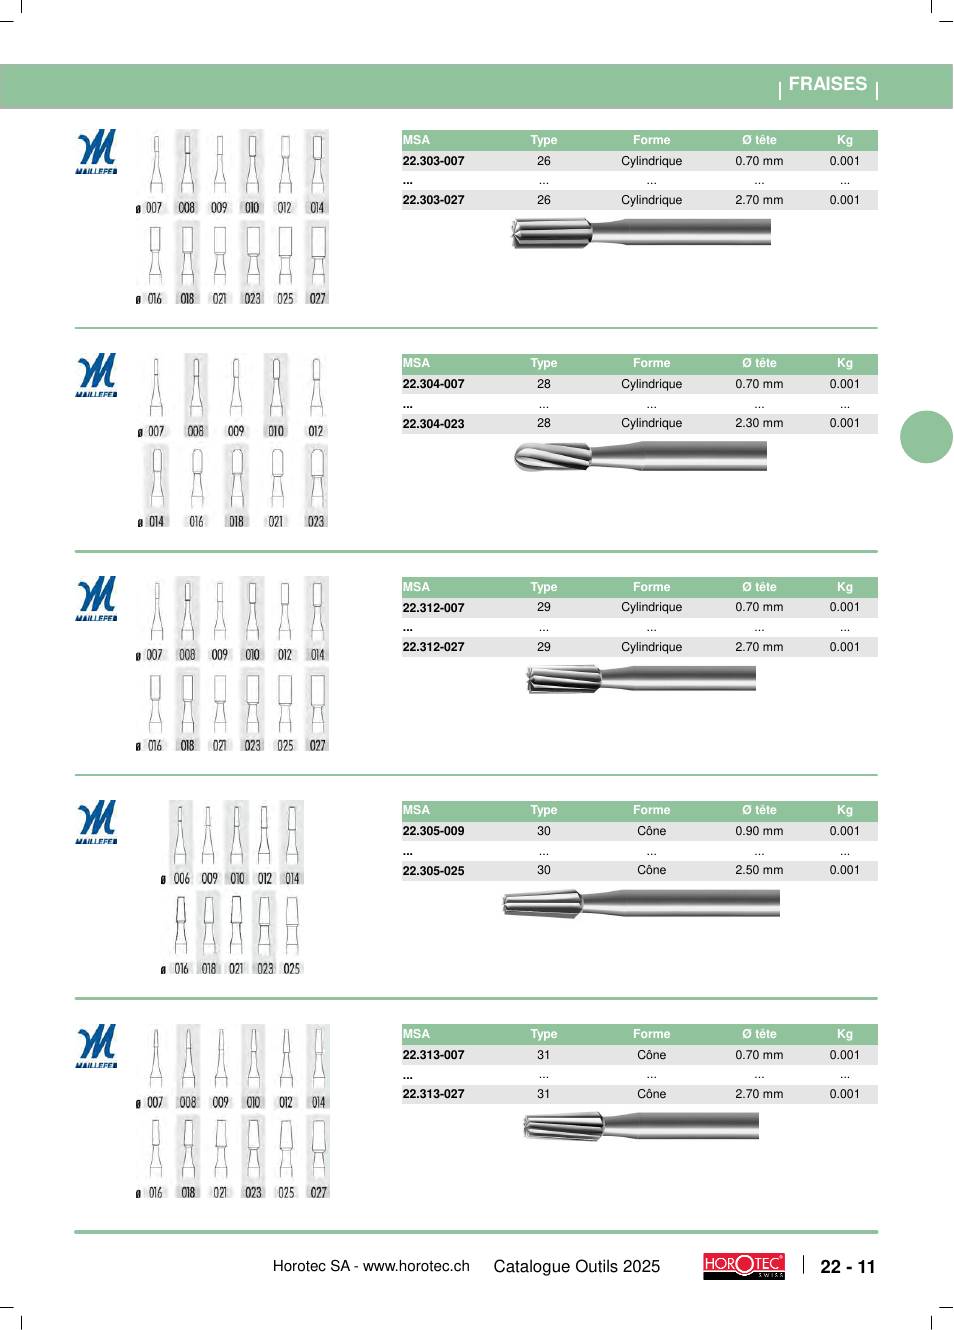 FRAISES
MAILLEFER
ø 007 008 009 010 012 014
ø 016 018 021 023 025 027
MSA Type Forme Ø tête Kg
22.303-007 26 Cylindrique 0.70 mm 0.001
... ... ... ... ...
22.303-027 26 Cylindrique 2.70 mm 0.001
MAILLEFER
ø 007 008 009 010 012
ø 014 016 018 021 023
MSA Type Forme Ø tête Kg
22.304-007 28 Cylindrique 0.70 mm 0.001
... ... ... ... ...
22.304-023 28 Cylindrique 2.30 mm 0.001
MAILLEFER
ø 007 008 009 010 012 014
ø 016 018 021 023 025 027
MSA Type Forme Ø tête Kg
22.312-007 29 Cylindrique 0.70 mm 0.001
... ... ... ... ...
22.312-027 29 Cylindrique 2.70 mm 0.001
MAILLEFER
ø 006 009 010 012 014
ø 016 018 021 023 025
MSA Type Forme Ø tête Kg
22.305-009 30 Cône 0.90 mm 0.001
... ... ... ... ...
22.305-025 30 Cône 2.50 mm 0.001
MAILLEFER
ø 007 008 009 010 012 014
ø 016 018 021 023 025 027
MSA Type Forme Ø tête Kg
22.313-007 31 Cône 0.70 mm 0.001
... ... ... ... ...
22.313-027 31 Cône 2.70 mm 0.001
Horotec SA - www.horotec.ch Catalogue Outils 2025 HOROTEC® SWISS 22 - 11